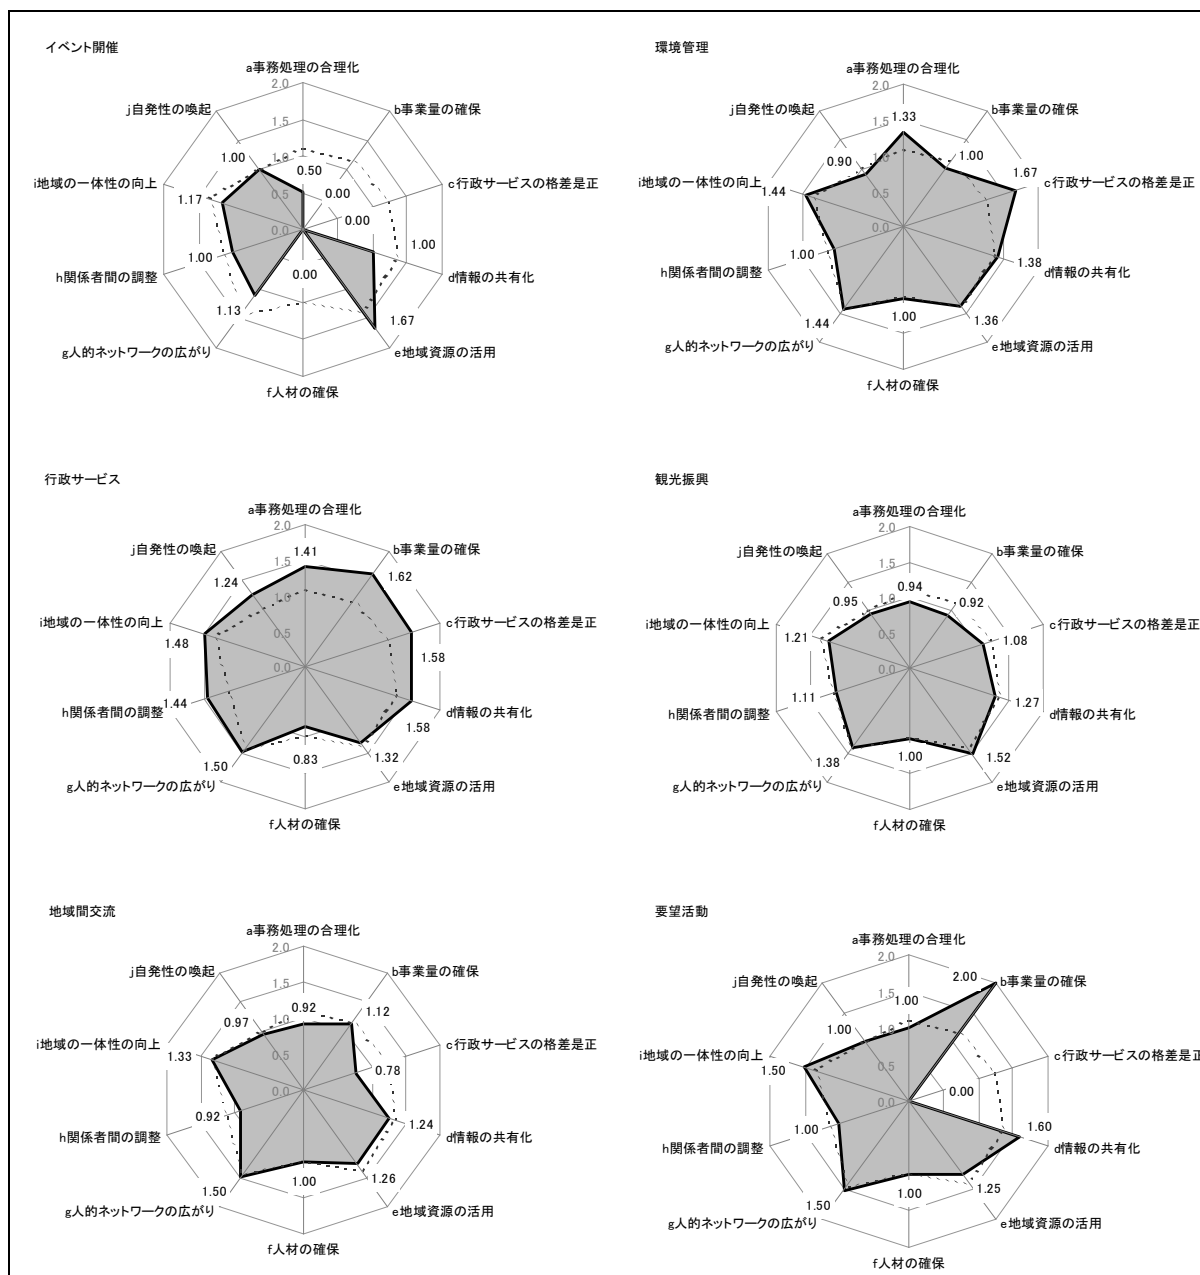 イベント開催
a事務処理の合理化
2.0
j自発性の喚起
b事業量の確保
1.5
1.00
1.0
0.50
0.00
i地域の一体性の向上
c行政サービスの格差是正
1.17
0.5
0.00
0.0
1.00
h関係者間の調整
1.00
0.00
d情報の共有化
1.13
1.67
g人的ネットワークの広がり
e地域資源の活用
f人材の確保
環境管理
a事務処理の合理化
2.0
j自発性の喚起
b事業量の確保
1.5
1.33
0.90
1.0
1.00
1.67
i地域の一体性の向上
c行政サービスの格差是正
1.44
0.5
0.0
1.00
1.38
h関係者間の調整
d情報の共有化
1.44
1.00
1.36
g人的ネットワークの広がり
e地域資源の活用
f人材の確保
行政サービス
a事務処理の合理化
2.0
j自発性の喚起
b事業量の確保
1.5
1.41
1.24
1.62
1.0
i地域の一体性の向上
c行政サービスの格差是正
1.48
0.5
1.58
0.0
1.44
h関係者間の調整
d情報の共有化
1.58
1.50
0.83
1.32
g人的ネットワークの広がり
e地域資源の活用
f人材の確保
観光振興
a事務処理の合理化
2.0
j自発性の喚起
b事業量の確保
1.5
0.94
0.95
1.0
0.92
i地域の一体性の向上
c行政サービスの格差是正
1.21
0.5
1.08
0.0
1.11
1.27
h関係者間の調整
d情報の共有化
1.38
1.00
1.52
g人的ネットワークの広がり
e地域資源の活用
f人材の確保
地域間交流
a事務処理の合理化
2.0
j自発性の喚起
b事業量の確保
1.5
0.92
1.12
0.97
1.0
i地域の一体性の向上
c行政サービスの格差是正
1.33
0.5
0.78
0.0
0.92
1.24
h関係者間の調整
d情報の共有化
1.50
1.00
1.26
g人的ネットワークの広がり
e地域資源の活用
f人材の確保
要望活動
a事務処理の合理化
2.0
2.00
j自発性の喚起
b事業量の確保
1.5
1.00
1.00
1.0
i地域の一体性の向上
c行政サービスの格差是正
1.50
0.5
0.00
0.0
1.00
1.60
h関係者間の調整
d情報の共有化
1.50
1.00
1.25
g人的ネットワークの広がり
e地域資源の活用
f人材の確保